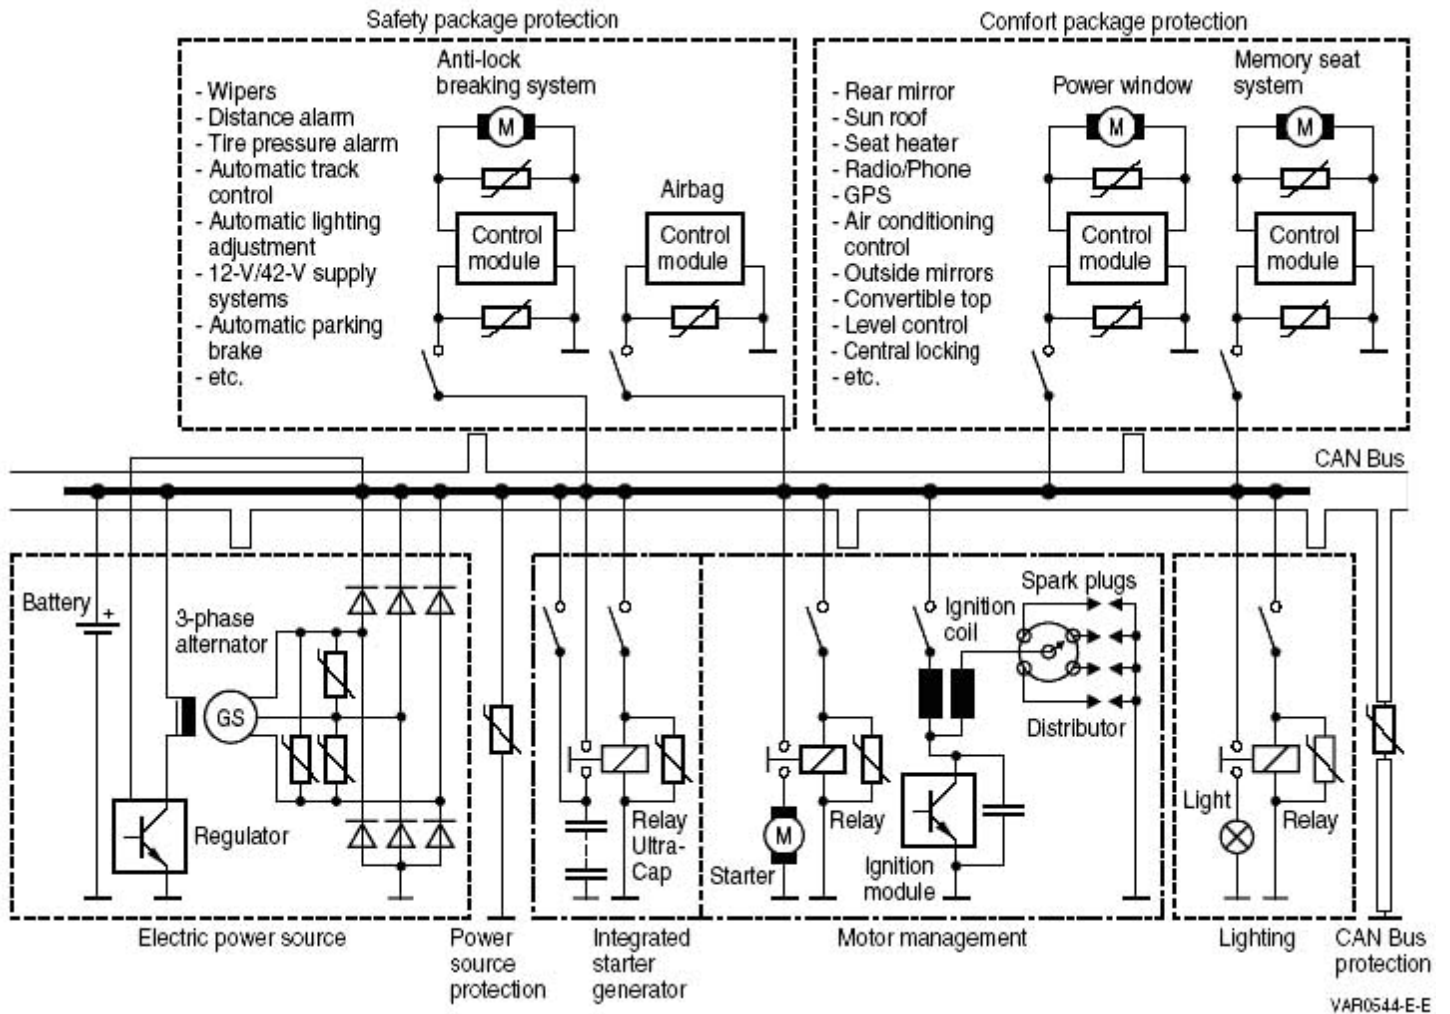 Safety package protection
Comfort package protection
Anti-lock
breaking system
- Wipers
- Distance alarm
- Tire pressure alarm
- Automatic track
control
- Automatic lighting
adjustment
- 12-V/42-V supply
systems
- Automatic parking
brake
- etc.
M
Control
module
Airbag
Control
module
- Rear mirror
- Sun roof
- Seat heater
- Radio/Phone
- GPS
- Air conditioning
control
- Outside mirrors
- Convertible top
- Level control
- Central locking
- etc.
Power window
M
Control
module
Memory seat
system
M
Control
module
CAN Bus
Battery
+
3-phase
alternator
GS
Regulator
Relay
Ultra-
Cap
M
Starter
Relay
Ignition
coil
Spark plugs
Distributor
Ignition
module
Light
Relay
Electric power source
Power
source
protection
Integrated
starter
generator
Motor management
Lighting
CAN Bus
protection
VAR0544-E-E